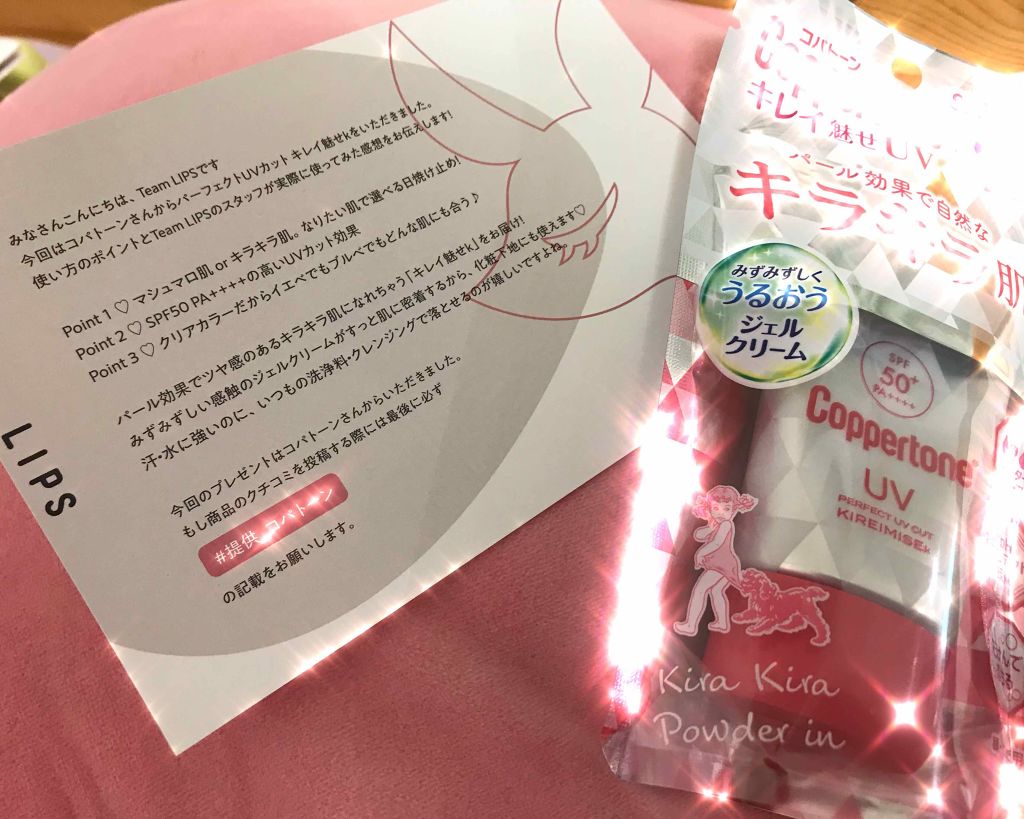 みなさんこんにちは、Team LIPSです
今回はコパトーンさんからパーフェクトUVカット キレイ魅せkをいただきました。
使い方のポイントとTeam LIPSのスタッフが実際に使ってみた感想をお伝えします!
Point 1 ♡ マシュマロ肌 or キラキラ肌。なりたい肌で選べる日焼け止め!
Point 2 ♡ SPF50 PA++++の高いUVカット効果
Point 3 ♡ クリアカラーだからイエベでもブルベでもどんな肌にも合う♪
パール効果でツヤ感のあるキラキラ肌になれちゃう「キレイ魅せk」をお届け!
みずみずしい感触のジェルクリームがすっと肌に密着するから、化粧下地にも使えます♡
汗・水に強いのに、いつもの洗浄料・クレンジングで落とせるのが嬉しいですよね。
今回のプレゼントはコパトーンさんからいただきました。
もし商品のクチコミを投稿する際には最後に必ず
#提供_コパトーン
の記載をお願いします。
LIPS
コパトーン
キレイ魅せUV
パール効果で自然な
キラキラ肌
みずみずしく
うるおう
ジェル
クリーム
SPF
50+
PA++++
Coppertone
UV
PERFECT UV CUT
KIREIMISEk
Kira Kira
Powder in